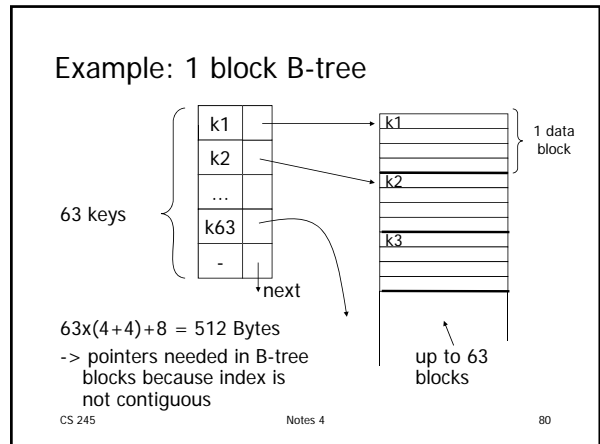 Example: 1 block B-tree
63 keys
k1
k2
...
k63
-
next
k1
k2
k3
1 data
block
63x(4+4)+8 = 512 Bytes
-> pointers needed in B-tree
blocks because index is
not contiguous
up to 63
blocks
CS 245
Notes 4
80